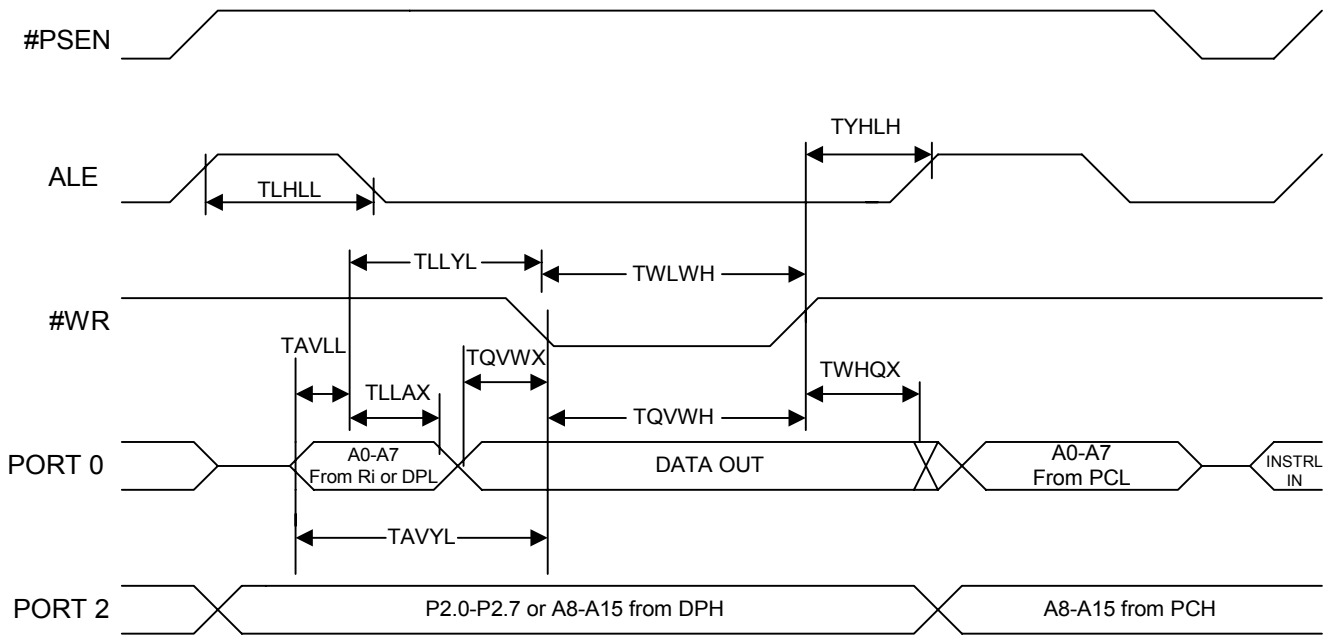 #PSEN
TYHLH
ALE
TLHLL
TLLYL
TWLWH
#WR
TAVLL
TQVWX
TWHQX
TLLAX
TQVWH
PORT 0
A0-A7
From Ri or DPL
DATA OUT
A0-A7
From PCL
INSTRL
IN
TAVYL
PORT 2
P2.0-P2.7 or A8-A15 from DPH
A8-A15 from PCH